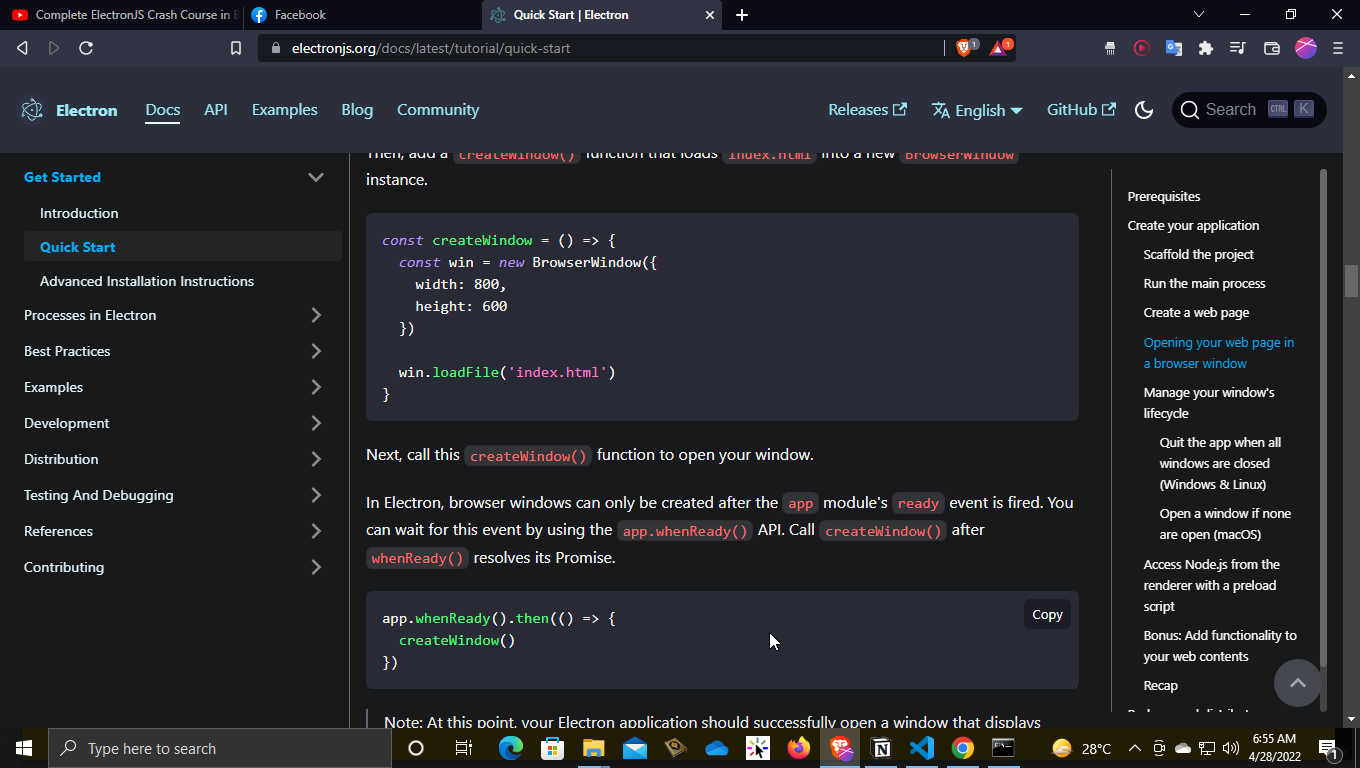 Complete ElectronJS Crash Course in
Facebook
Quick Start | Electron
electronjs.org/docs/latest/tutorial/quick-start
1
1
Electron
Docs
API
Examples
Blog
Community
Releases
English
GitHub
Search
CTRL
K
Get Started
Introduction
Quick Start
Advanced Installation Instructions
Processes in Electron
Best Practices
Examples
Development
Distribution
Testing And Debugging
References
Contributing
Then, add a createWindow() function that loads index.html into a new BrowserWindow
instance.
const createWindow = () => {
const win = new BrowserWindow({
width: 800,
height: 600
})
win.loadFile('index.html')
}
Next, call this createWindow() function to open your window.
In Electron, browser windows can only be created after the app module's ready event is fired. You
can wait for this event by using the app.whenReady() API. Call createWindow() after
whenReady() resolves its Promise.
app.whenReady().then(() => {
createWindow()
})
Copy
Note: At this point, your Electron application should successfully open a window that displays
Prerequisites
Create your application
Scaffold the project
Run the main process
Create a web page
Opening your web page in
a browser window
Manage your window's
lifecycle
Quit the app when all
windows are closed
(Windows & Linux)
Open a window if none
are open (macOS)
Access Node.js from the
renderer with a preload
script
Bonus: Add functionality to
your web contents
Recap
Type here to search
28°C
6:55 AM
4/28/2022
1